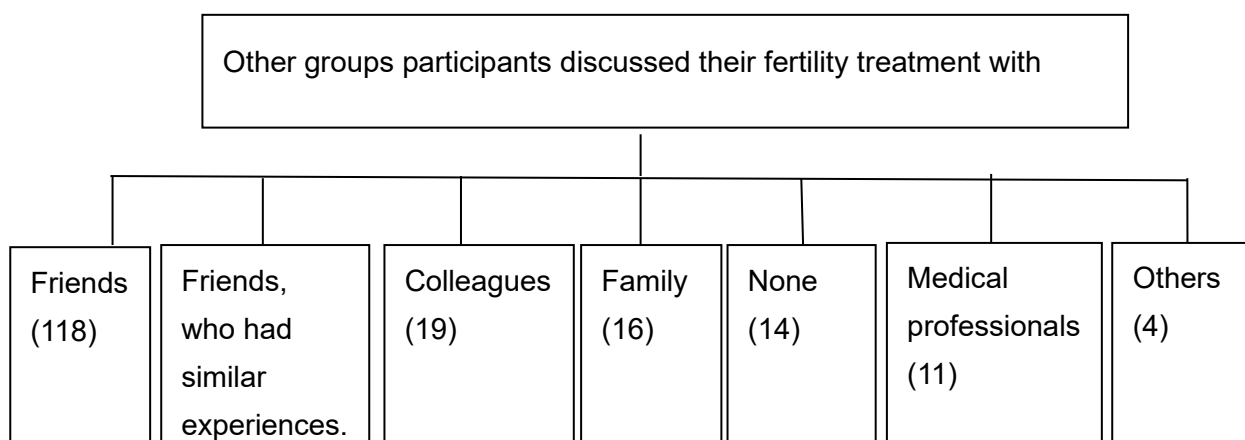 Other groups participants discussed their fertility treatment with
Friends
(118)
Friends,
who had
similar
experiences.
Colleagues
(19)
Family
(16)
None
(14)
Medical
professionals
(11)
Others
(4)